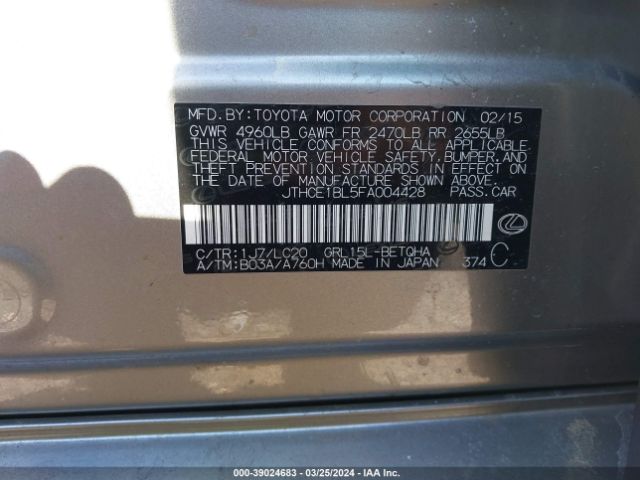 MFD. BY: TOYOTA MOTOR CORPORATION 02/15
GVWR 4960LB GAWR FR 2470LB RR 2655LB
THIS VEHICLE CONFORMS TO ALL APPLICABLE
FEDERAL MOTOR VEHICLE SAFETY, BUMPER, AND
THEFT PREVENTION STANDARDS IN EFFECT ON
THE DATE OF MANUFACTURE SHOWN ABOVE.
JTHCE1BL5FA004428 PASS.CAR
C/TR: 1J7/LC20 GRL15L-BETQHA
A/TM: B03A/A760H MADE IN JAPAN 374 C
000-39024683 / 03/25/2024 - IAA Inc.